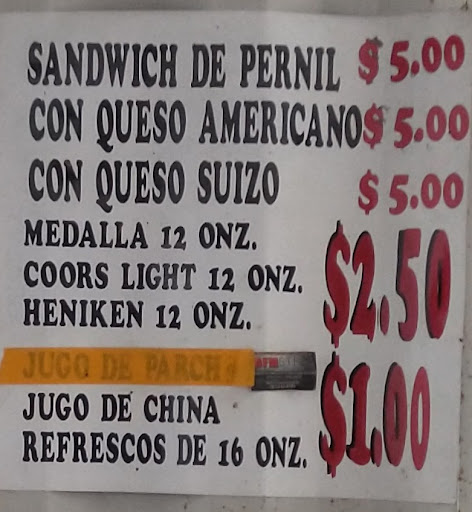 SANDWICH DE PERNIL $5.00
CON QUESO AMERICANO $5.00
CON QUESO SUIZO $5.00
MEDALLA 12 ONZ.
COORS LIGHT 12 ONZ. $2.50
HENIKEN 12 ONZ.
JUGO DE PARCH
JUGO DE CHINA $1.00
REFRESCOS DE 16 ONZ.